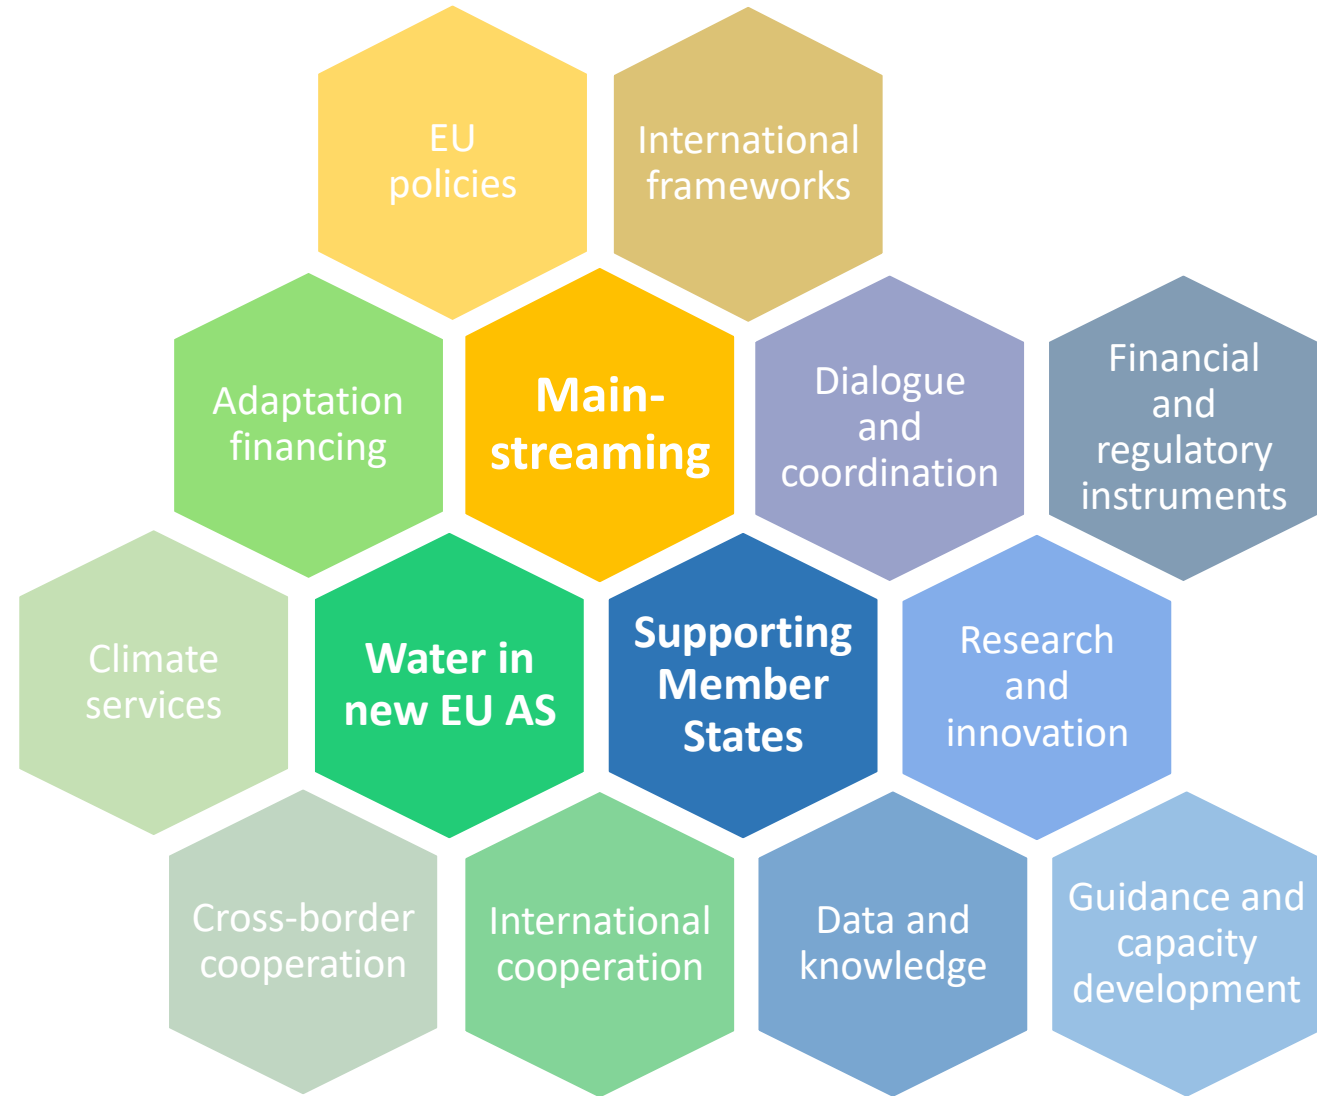 EU
policies
International
frameworks
Adaptation
financing
Main-
streaming
Dialogue
and
coordination
Financial
and
regulatory
instruments
Climate
services
Water in
new EU AS
Supporting
Member
States
Research
and
innovation
Cross-border
cooperation
International
cooperation
Data and
knowledge
Guidance and
capacity
development